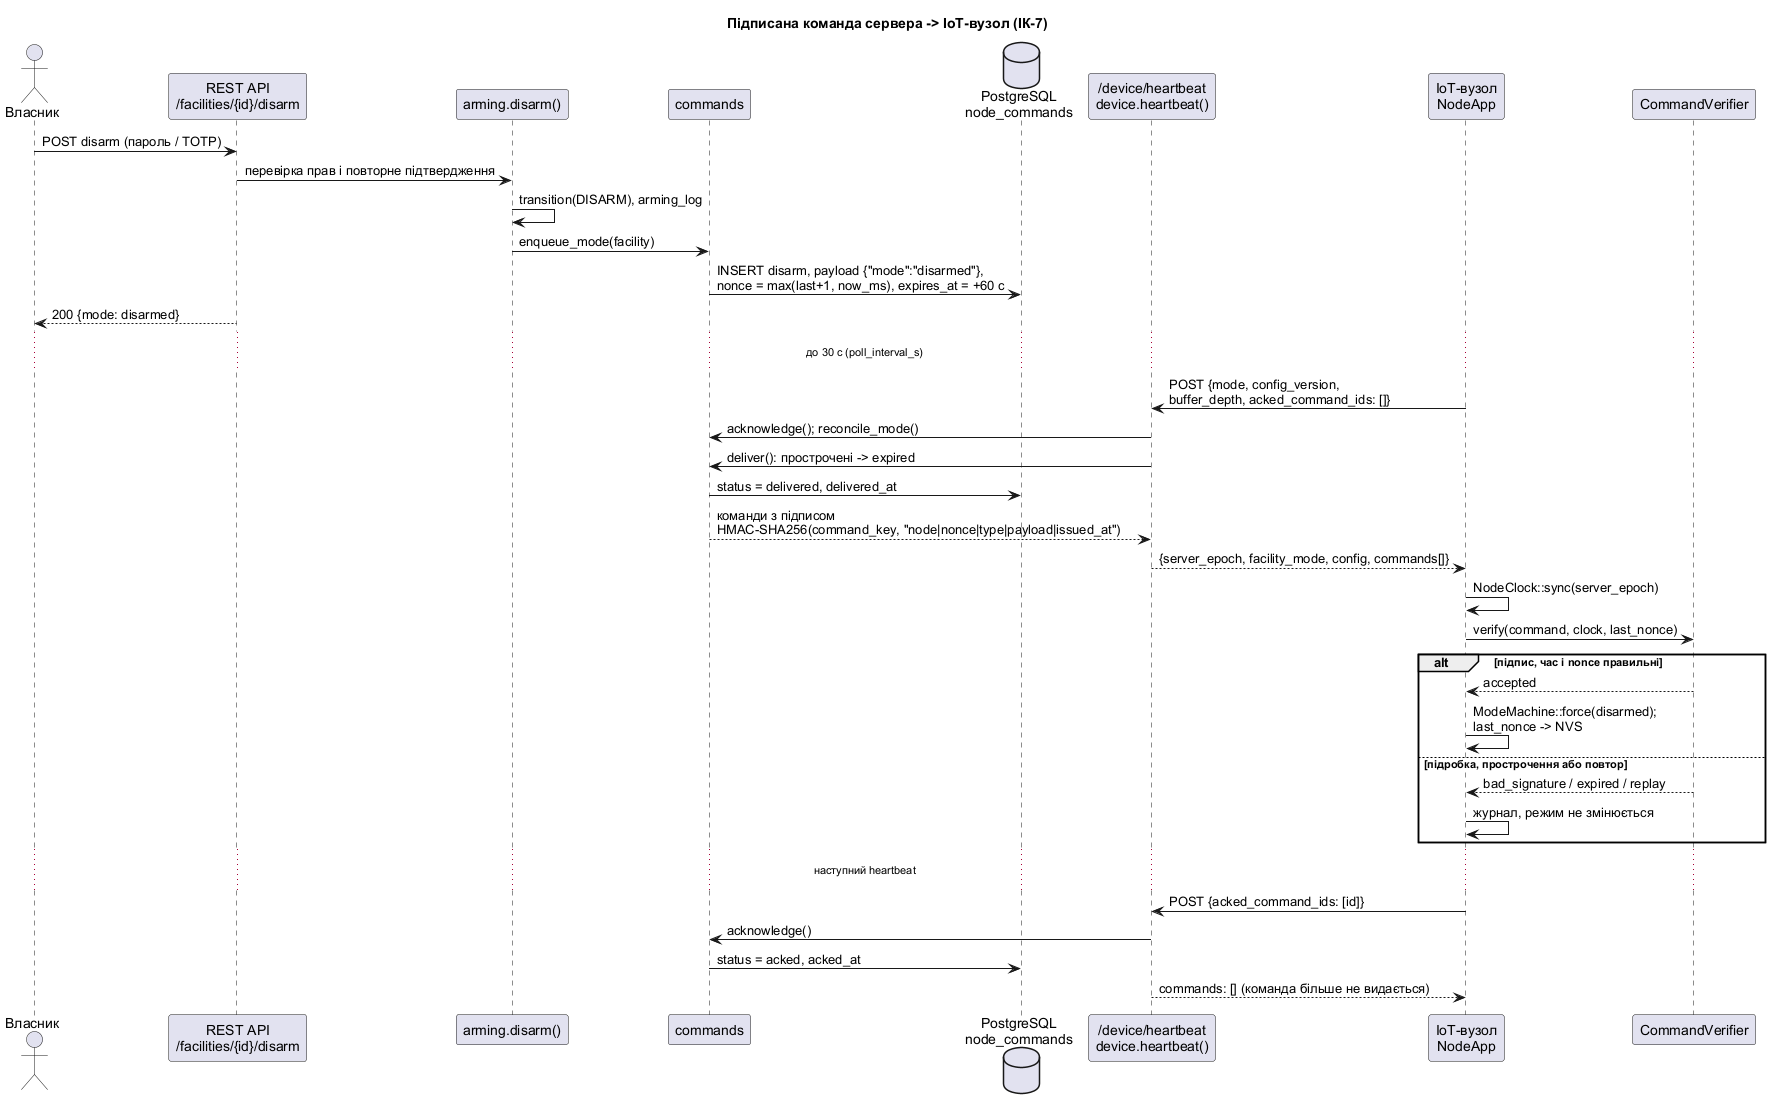 Підписана команда сервера -> IoT-вузол (ІК-7)
Власник
REST API
/facilities/{id}/disarm
arming.disarm()
commands
PostgreSQL
node_commands
/device/heartbeat
device.heartbeat()
IoT-вузол
NodeApp
CommandVerifier
POST disarm (пароль / TOTP)
перевірка прав і повторне підтвердження
transition(DISARM), arming_log
enqueue_mode(facility)
INSERT disarm, payload {"mode":"disarmed"},
nonce = max(last+1, now_ms), expires_at = +60 с
200 {mode: disarmed}
до 30 с (poll_interval_s)
POST {mode, config_version,
buffer_depth, acked_command_ids: []}
acknowledge(); reconcile_mode()
deliver(): прострочені -> expired
status = delivered, delivered_at
команди з підписом
HMAC-SHA256(command_key, "node|nonce|type|payload|issued_at")
{server_epoch, facility_mode, config, commands[]}
NodeClock::sync(server_epoch)
verify(command, clock, last_nonce)
alt
[підпис, час і nonce правильні]
accepted
ModeMachine::force(disarmed);
last_nonce -> NVS
[підробка, прострочення або повтор]
bad_signature / expired / replay
журнал, режим не змінюється
наступний heartbeat
POST {acked_command_ids: [id]}
acknowledge()
status = acked, acked_at
commands: [] (команда більше не видається)
Власник
REST API
/facilities/{id}/disarm
arming.disarm()
commands
PostgreSQL
node_commands
/device/heartbeat
device.heartbeat()
IoT-вузол
NodeApp
CommandVerifier